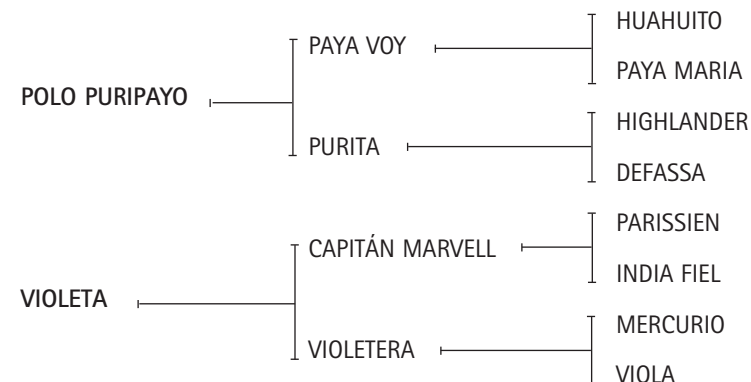 HUAHUITO
PAYA VOY
PAYA MARIA
POLO PURIPAYO
HIGHLANDER
PURITA
DEFASSA
PARISSIEN
CAPITÁN MARVELL
INDIA FIEL
VIOLETA
MERCURIO
VIOLETERA
VIOLA